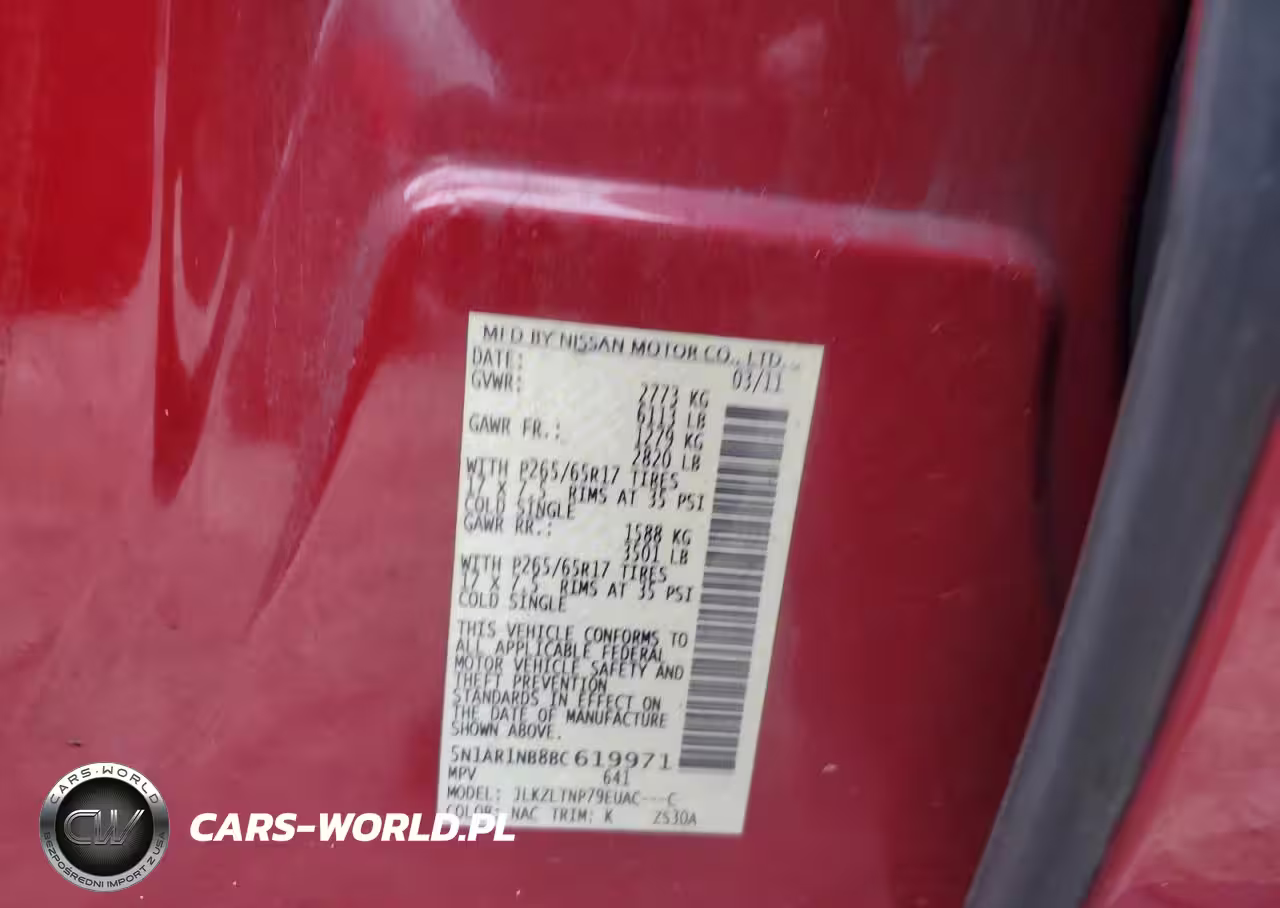 MFD BY NISSAN MOTOR CO., LTD.
DATE: 03/11
GVWR: 2773 KG
6113 LB
GAWR FR.: 1279 KG
2820 LB
WITH P265/65R17 TIRES
17 X 7.5 RIMS AT 35 PSI
COLD SINGLE
GAWR RR.: 1588 KG
3501 LB
WITH P265/65R17 TIRES
17 X 7.5 RIMS AT 35 PSI
COLD SINGLE
THIS VEHICLE CONFORMS TO
ALL APPLICABLE FEDERAL
MOTOR VEHICLE SAFETY AND
THEFT PREVENTION
STANDARDS IN EFFECT ON
THE DATE OF MANUFACTURE
SHOWN ABOVE.
5N1AR1NB8BC619971
MPV 641
MODEL: JLKZLTNP79EUAC---C
COLOR: NAC TRIM: K ZS30A
CARS-WORLD
CW
BEZPOŚREDNI IMPORT Z USA
CARS-WORLD.PL